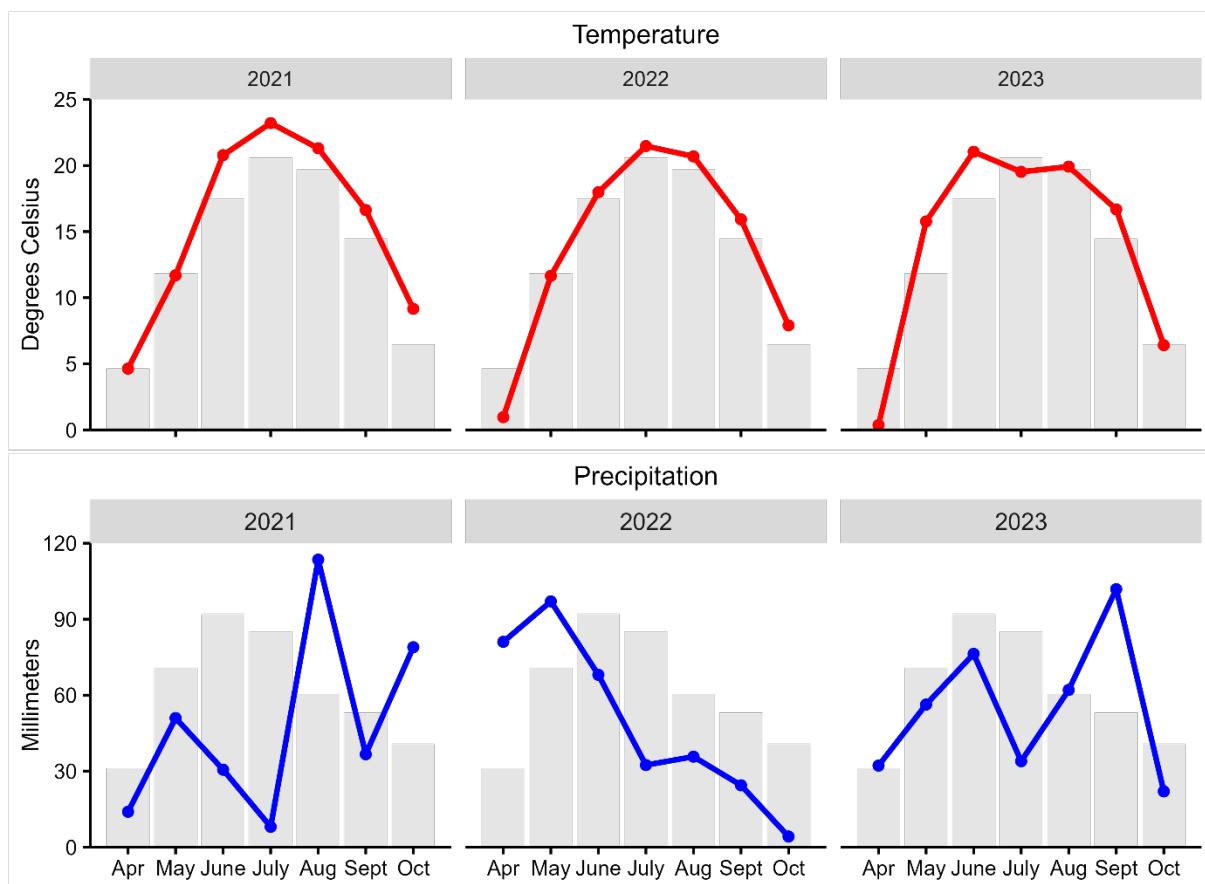 Temperature
2021 2022 2023
25
20
15
10
5
0
Degrees Celsius
Precipitation
2021 2022 2023
120
90
60
30
0
Millimeters
Apr May June July Aug Sept Oct Apr May June July Aug Sept Oct Apr May June July Aug Sept Oct